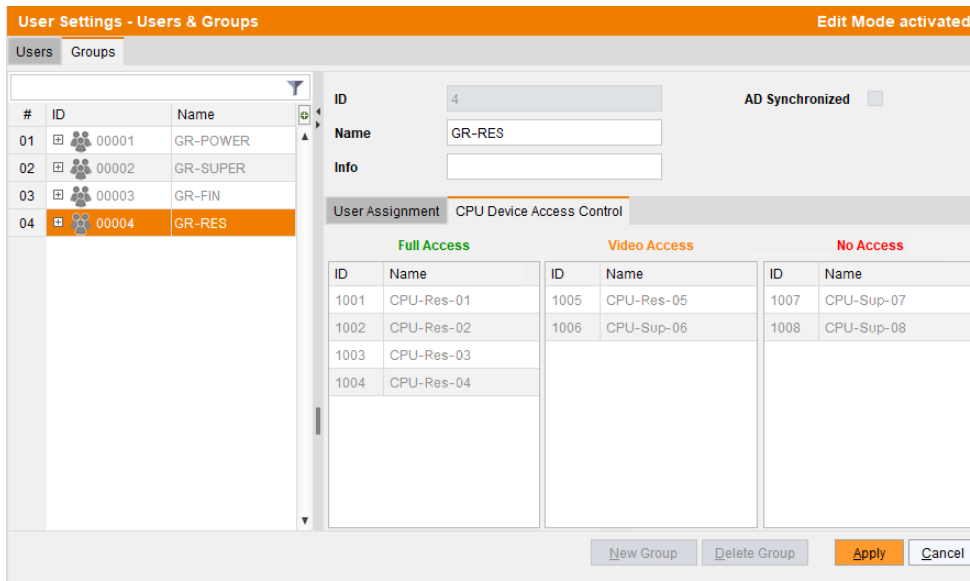 User Settings - Users & Groups Edit Mode activated
Users Groups
# ID Name
01 00001 GR-POWER
02 00002 GR-SUPER
03 00003 GR-FIN
04 00004 GR-RES
ID 4 AD Synchronized
Name GR-RES
Info
User Assignment CPU Device Access Control
Full Access Video Access No Access
ID Name ID Name ID Name
1001 CPU-Res-01 1005 CPU-Res-05 1007 CPU-Sup-07
1002 CPU-Res-02 1006 CPU-Sup-06 1008 CPU-Sup-08
1003 CPU-Res-03
1004 CPU-Res-04
New Group Delete Group Apply Cancel